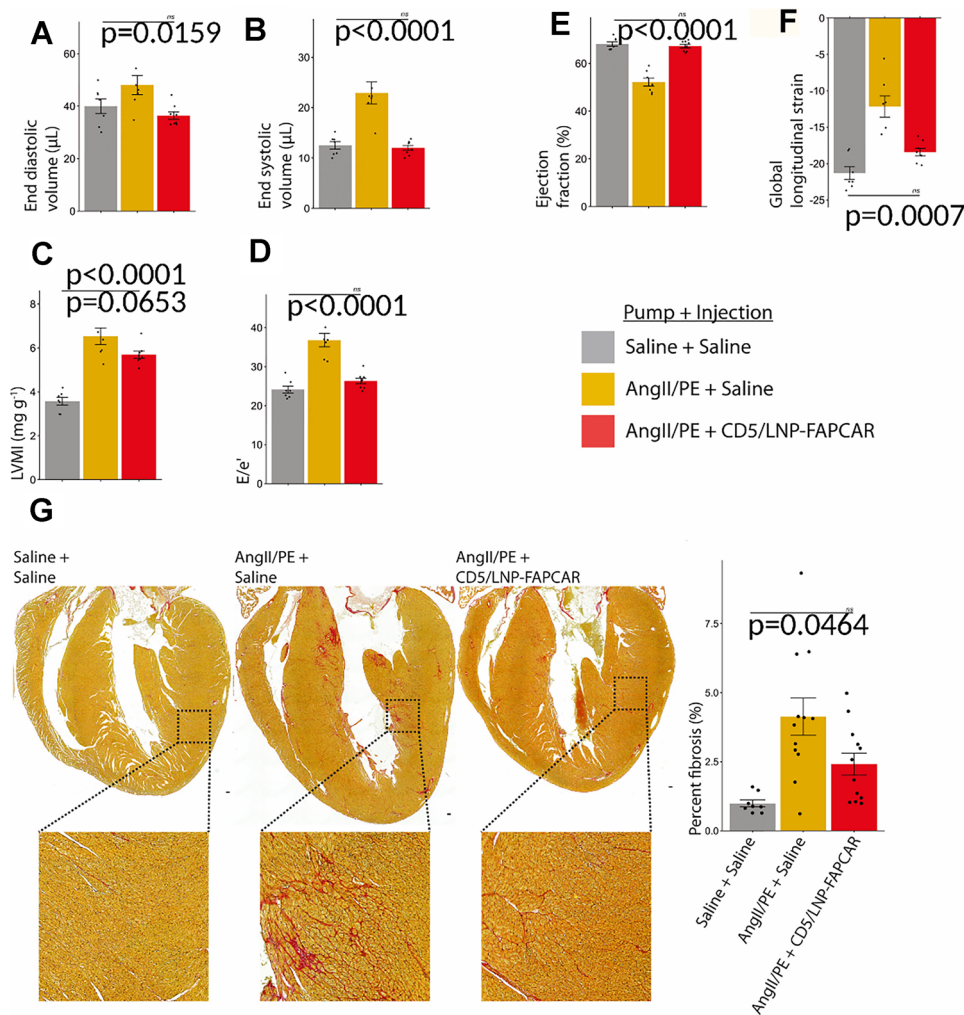 A
ns
p=0.0159
60
40
20
0
End diastolic
volume (µL)
B
ns
p<0.0001
30
20
10
0
End systolic
volume (µL)
E
ns
p<0.0001
60
40
20
0
Ejection
fraction (%)
F
0
-10
-15
-20
-25
Global
longitudinal strain
ns
p=0.0007
C
p<0.0001
ns
p=0.0653
8
6
4
2
0
LVMI (mg g⁻¹)
D
ns
p<0.0001
40
30
20
10
0
E/e'
Pump + Injection
Saline + Saline
AngII/PE + Saline
AngII/PE + CD5/LNP-FAPCAR
G
Saline +
Saline
AngII/PE +
Saline
AngII/PE +
CD5/LNP-FAPCAR
ns
p=0.0464
7.5
5.0
2.5
0.0
Percent fibrosis (%)
Saline + Saline
AngII/PE + Saline
AngII/PE + CD5/LNP-FAPCAR